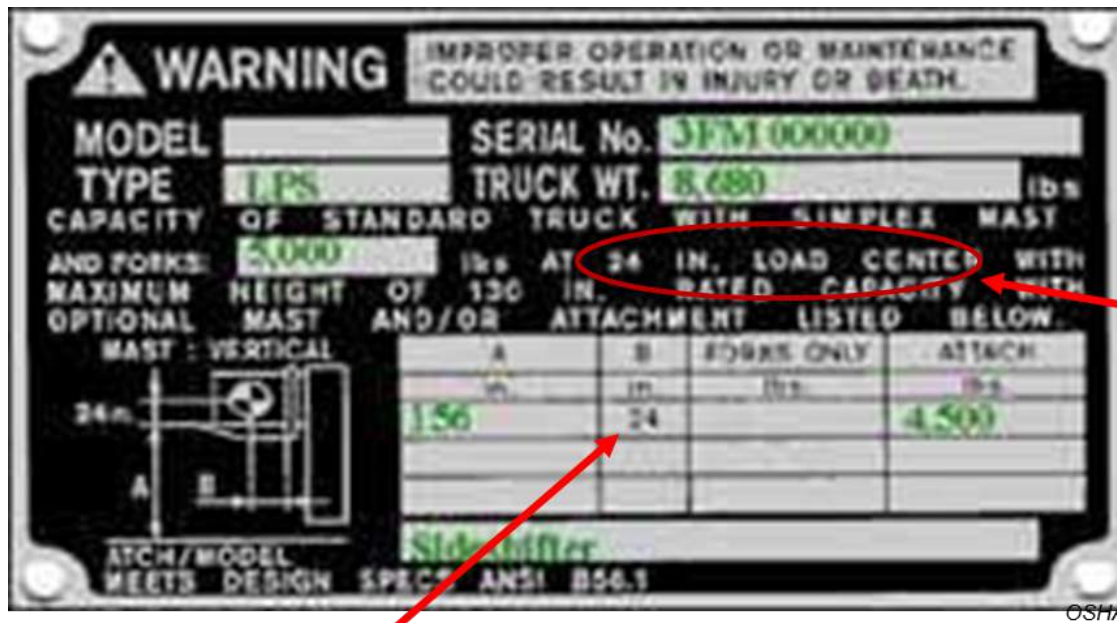 WARNING
IMPROPER OPERATION OR MAINTENANCE
COULD RESULT IN INJURY OR DEATH.
MODEL SERIAL No. 3FM 000000
TYPE LPS TRUCK WT. 8,680 lbs
CAPACITY OF STANDARD TRUCK WITH SIMPLEX MAST
AND FORKS: 5,000 lbs AT 24 IN. LOAD CENTER WITH
MAXIMUM HEIGHT OF 130 IN. RATED CAPACITY WITH
OPTIONAL MAST AND/OR ATTACHMENT LISTED BELOW.
MAST : VERTICAL
A B FORKS ONLY ATTACH
in. in. lbs. lbs.
24 in. 156 24 4,500
A B
ATCH/MODEL Sideshifter
MEETS DESIGN SPECS ANSI B56.1
OSHA